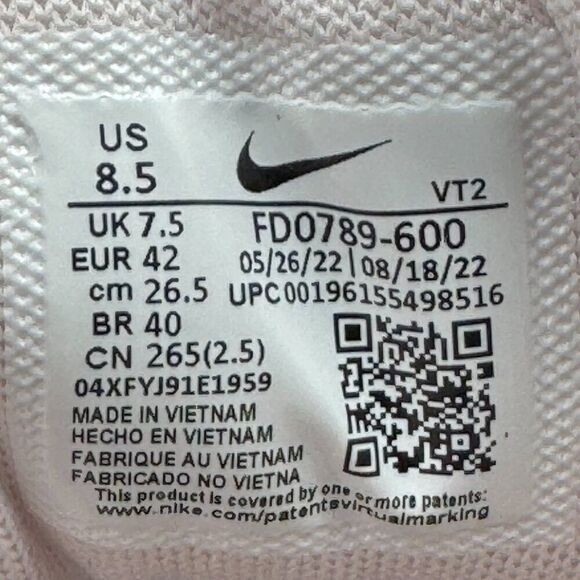 US
8.5
VT2
UK 7.5
FD0789-600
EUR 42
05/26/22 | 08/18/22
cm 26.5
UPC00196155498516
BR 40
CN 265(2.5)
04XFYJ91E1959
MADE IN VIETNAM
HECHO EN VIETNAM
FABRIQUE AU VIETNAM
FABRICADO NO VIETNA
This product is covered by one or more patents:
www.nike.com/patentsvirtualmarking